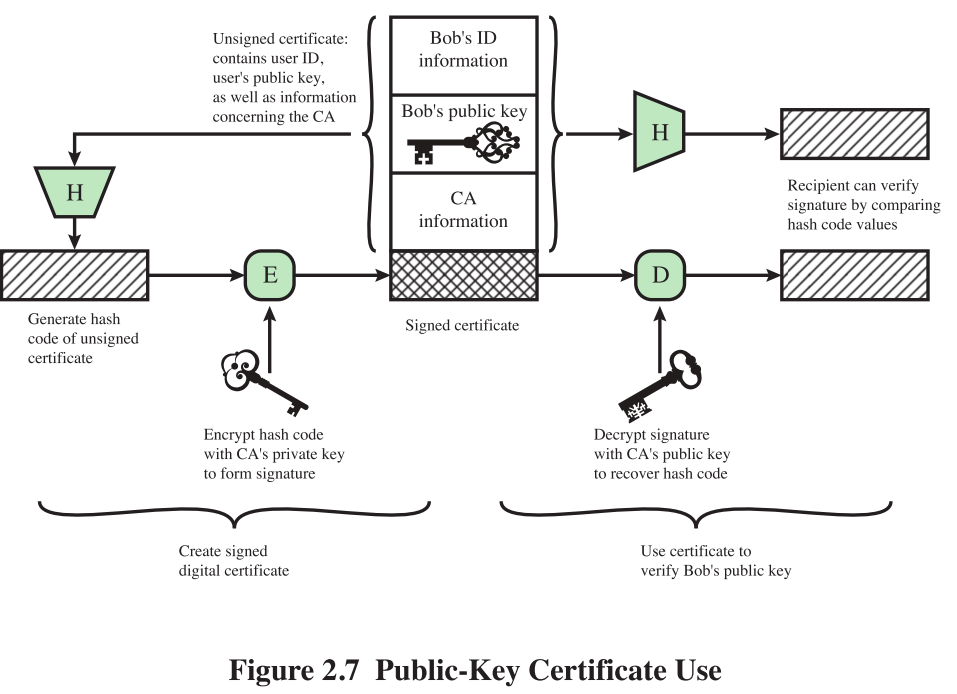 Unsigned certificate:
contains user ID,
user's public key,
as well as information
concerning the CA
Bob's ID
information
Bob's public key
CA
information
H
H
Recipient can verify
signature by comparing
hash code values
E
D
Generate hash
code of unsigned
certificate
Signed certificate
Encrypt hash code
with CA's private key
to form signature
Decrypt signature
with CA's public key
to recover hash code
Create signed
digital certificate
Use certificate to
verify Bob's public key
Figure 2.7 Public-Key Certificate Use